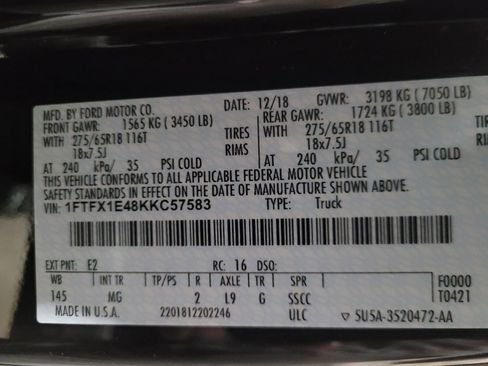 MFD. BY FORD MOTOR CO. DATE: 12/18 GVWR: 3198 KG (7050 LB)
FRONT GAWR: 1565 KG (3450 LB) REAR GAWR: 1724 KG (3800 LB)
WITH 275/65R18 116T TIRES WITH 275/65R18 116T TIRES
18x7.5J RIMS 18x7.5J RIMS
AT 240 kPa/ 35 PSI COLD AT 240 kPa/ 35 PSI COLD
THIS VEHICLE CONFORMS TO ALL APPLICABLE FEDERAL MOTOR VEHICLE
SAFETY STANDARDS IN EFFECT ON THE DATE OF MANUFACTURE SHOWN ABOVE.
VIN: 1FTFX1E48KKC57583 TYPE: Truck
EXT PNT: E2 RC: 16 DSO:
WB INT TR TP/PS R AXLE TR SPR F0000
145 MG 2 L9 G SSCC T0421
MADE IN U.S.A. 2201812202246 ULC ▽ 5U5A-3520472-AA